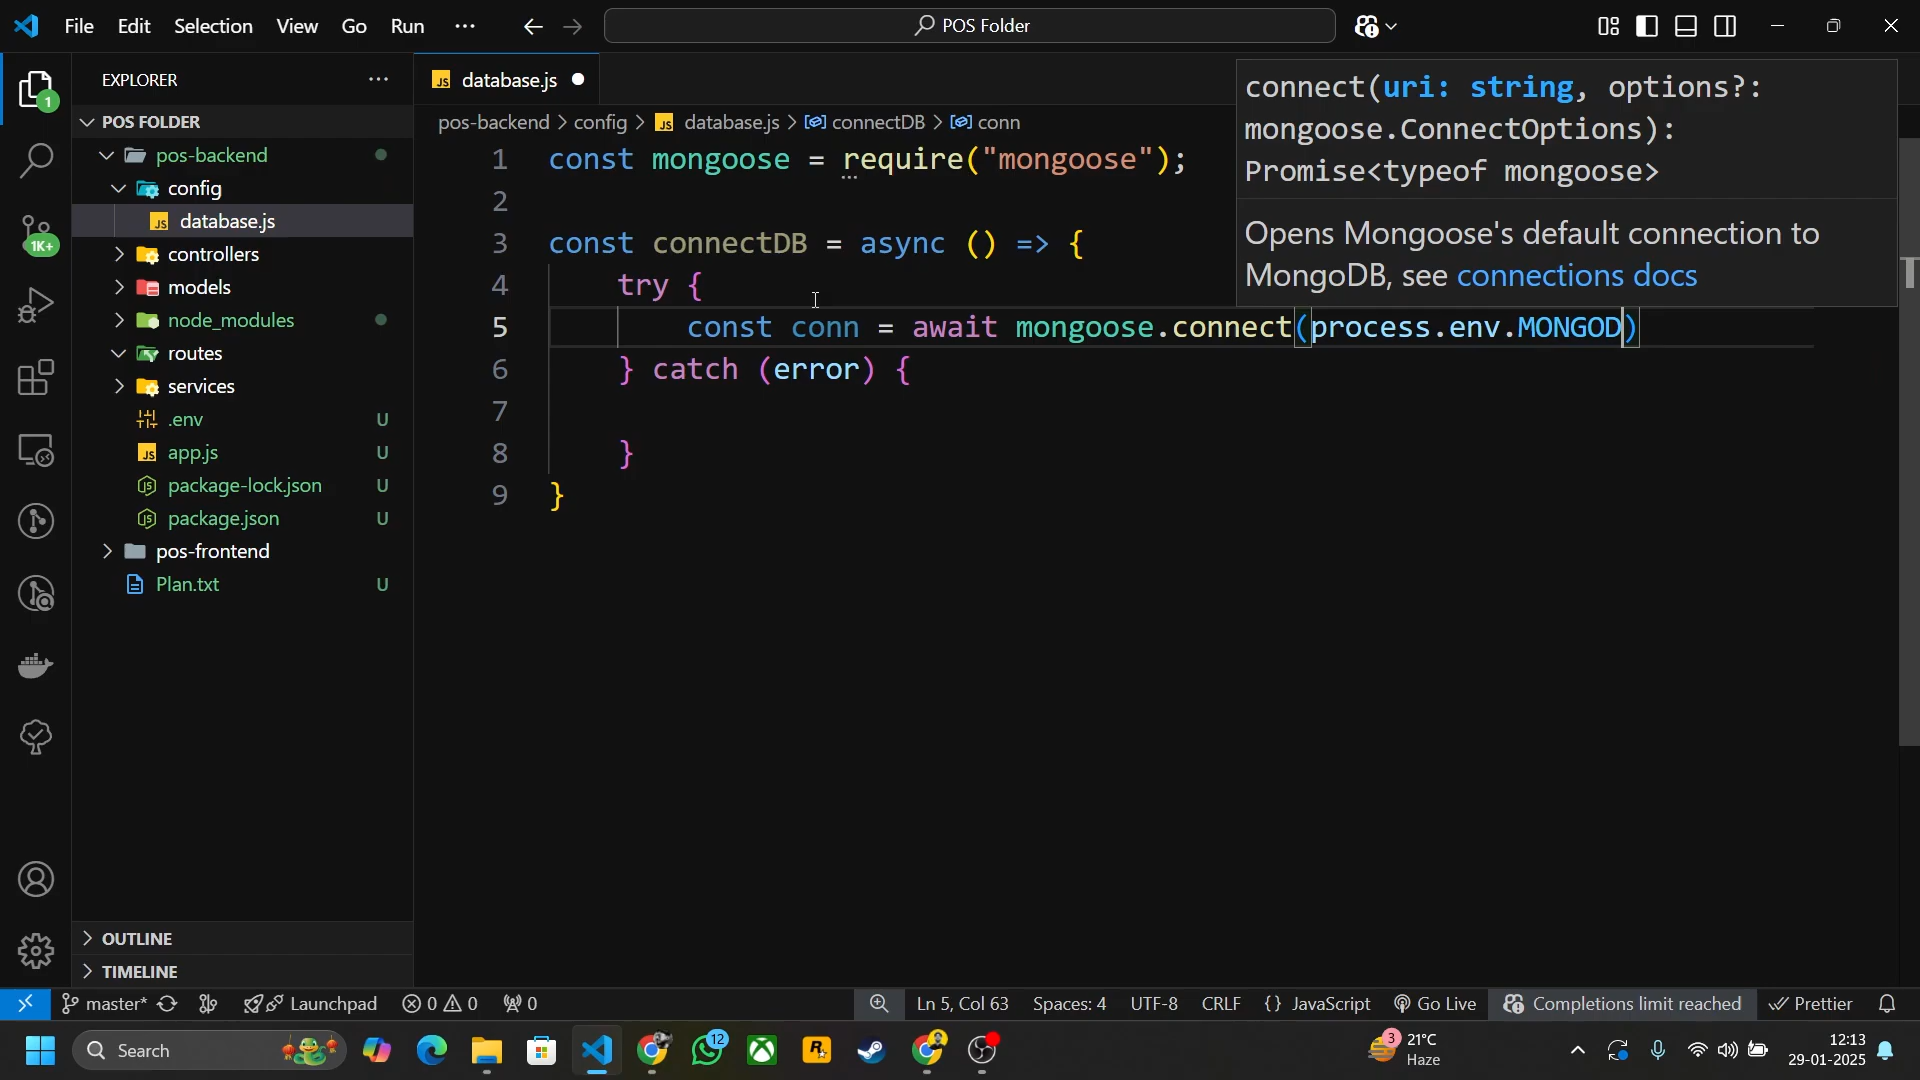 File Edit Selection View Go Run ···
POS Folder
EXPLORER ···
database.js
POS FOLDER
pos-backend
config
database.js
controllers
models
node_modules
routes
services
.env U
app.js U
package-lock.json U
package.json U
pos-frontend
Plan.txt U
OUTLINE
TIMELINE
1
1K+
pos-backend > config > JS database.js > connectDB > conn
1 const mongoose = require("mongoose");
2
3 const connectDB = async () => {
4 try {
5 const conn = await mongoose.connect(process.env.MONGOD)
6 } catch (error) {
7
8 }
9 }
connect(uri: string, options?:
mongoose.ConnectOptions):
Promise<typeof mongoose>
Opens Mongoose's default connection to
MongoDB, see connections docs
master* Launchpad 0 0 0 Ln 5, Col 63 Spaces: 4 UTF-8 CRLF {} JavaScript Go Live Completions limit reached Prettier
Search
12
3
21°C
Haze
12:13
29-01-2025